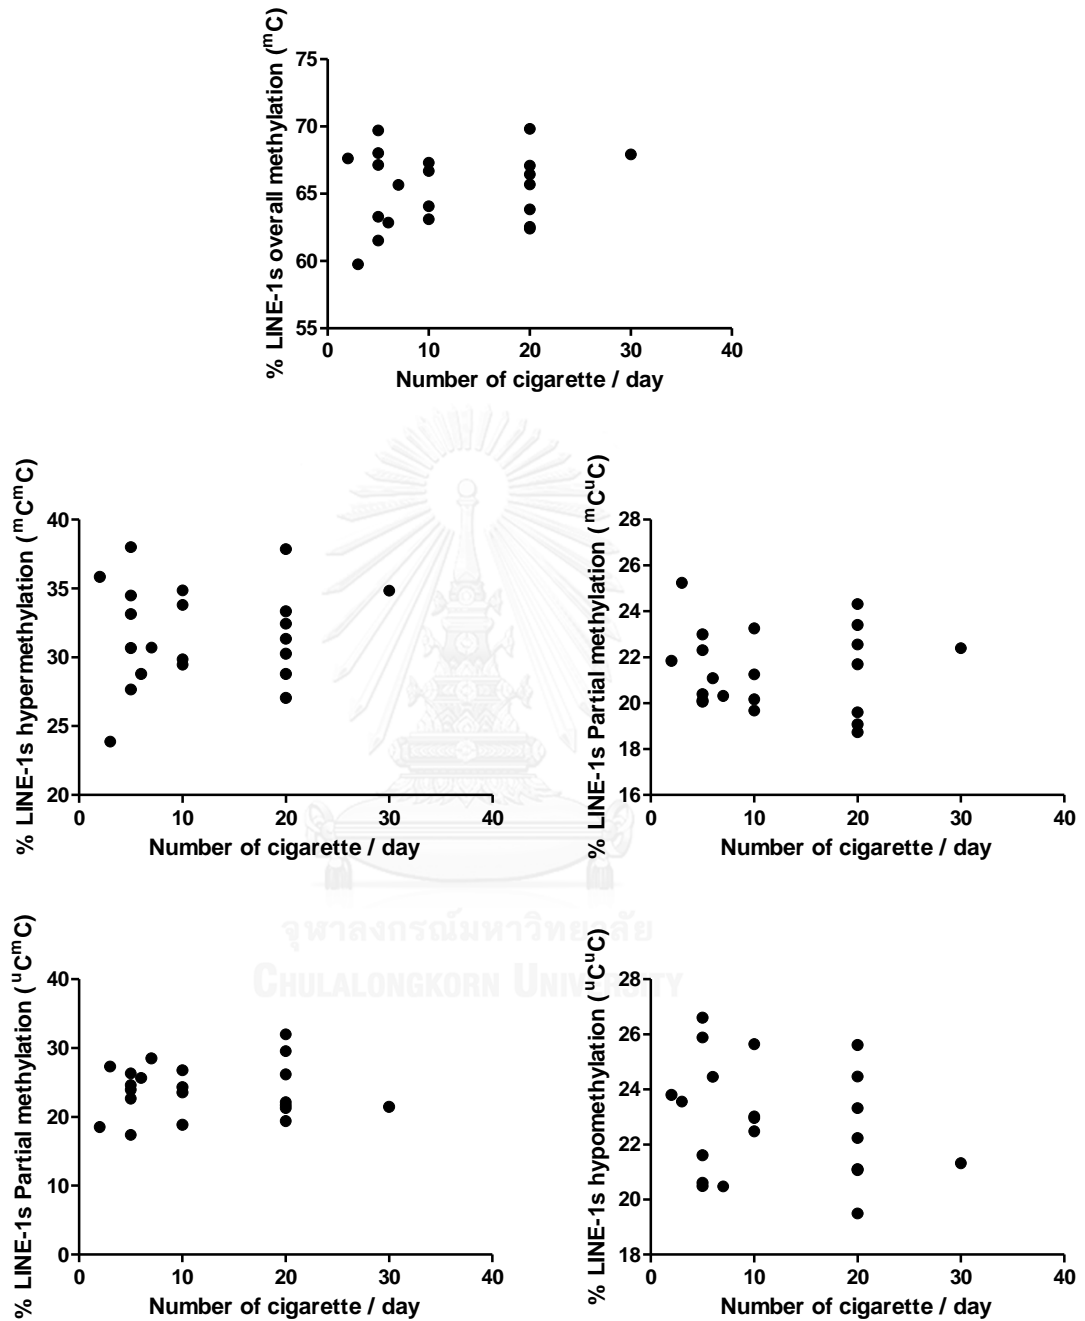 % LINE-1s overall methylation (ᵐC)
75
70
65
60
55
0 10 20 30 40
Number of cigarette / day
% LINE-1s hypermethylation (ᵐCᵐC)
40
35
30
25
20
0 10 20 30 40
Number of cigarette / day
% LINE-1s Partial methylation (ᵐCᵘC)
28
26
24
22
20
18
16
0 10 20 30 40
Number of cigarette / day
จุฬาลงกรณ์มหาวิทยาลัย
CHULALONGKORN UNIVERSITY
% LINE-1s Partial methylation (ᵘCᵐC)
40
30
20
10
0
0 10 20 30 40
Number of cigarette / day
% LINE-1s hypomethylation (ᵘCᵘC)
28
26
24
22
20
18
0 10 20 30 40
Number of cigarette / day